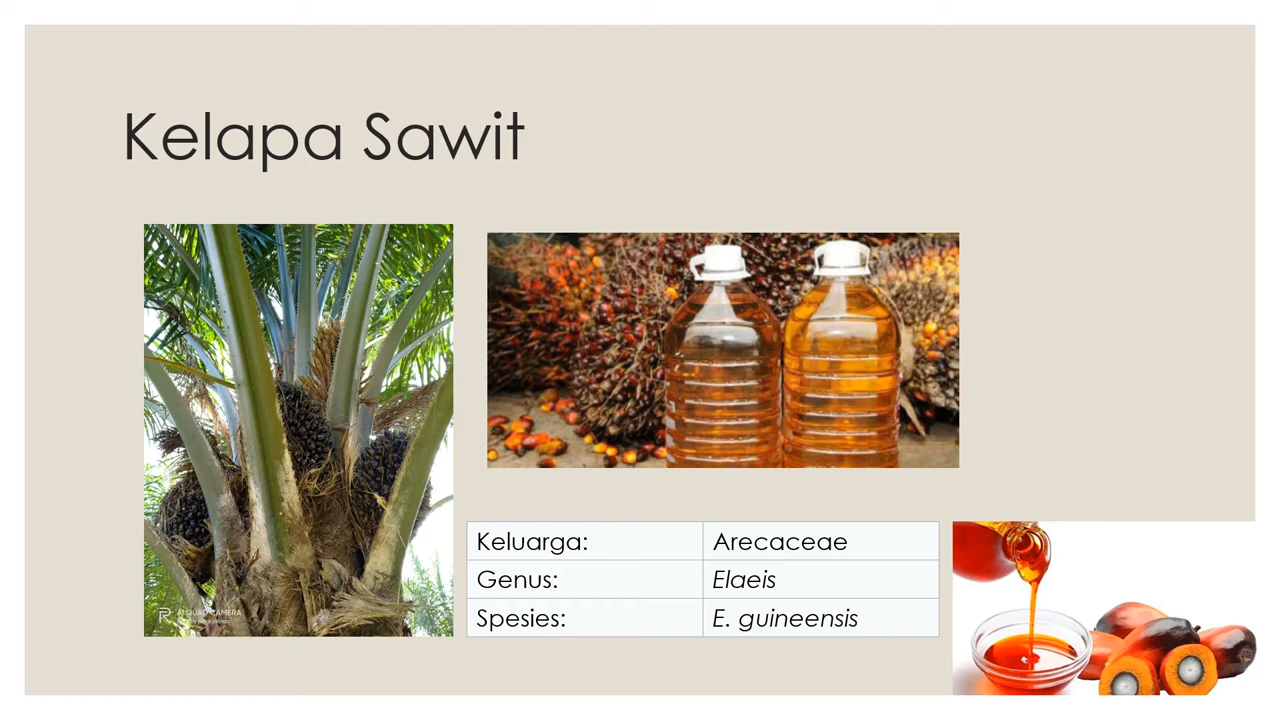 Kelapa Sawit
Keluarga: Arecaceae
Genus: Elaeis
Spesies: E. guineensis